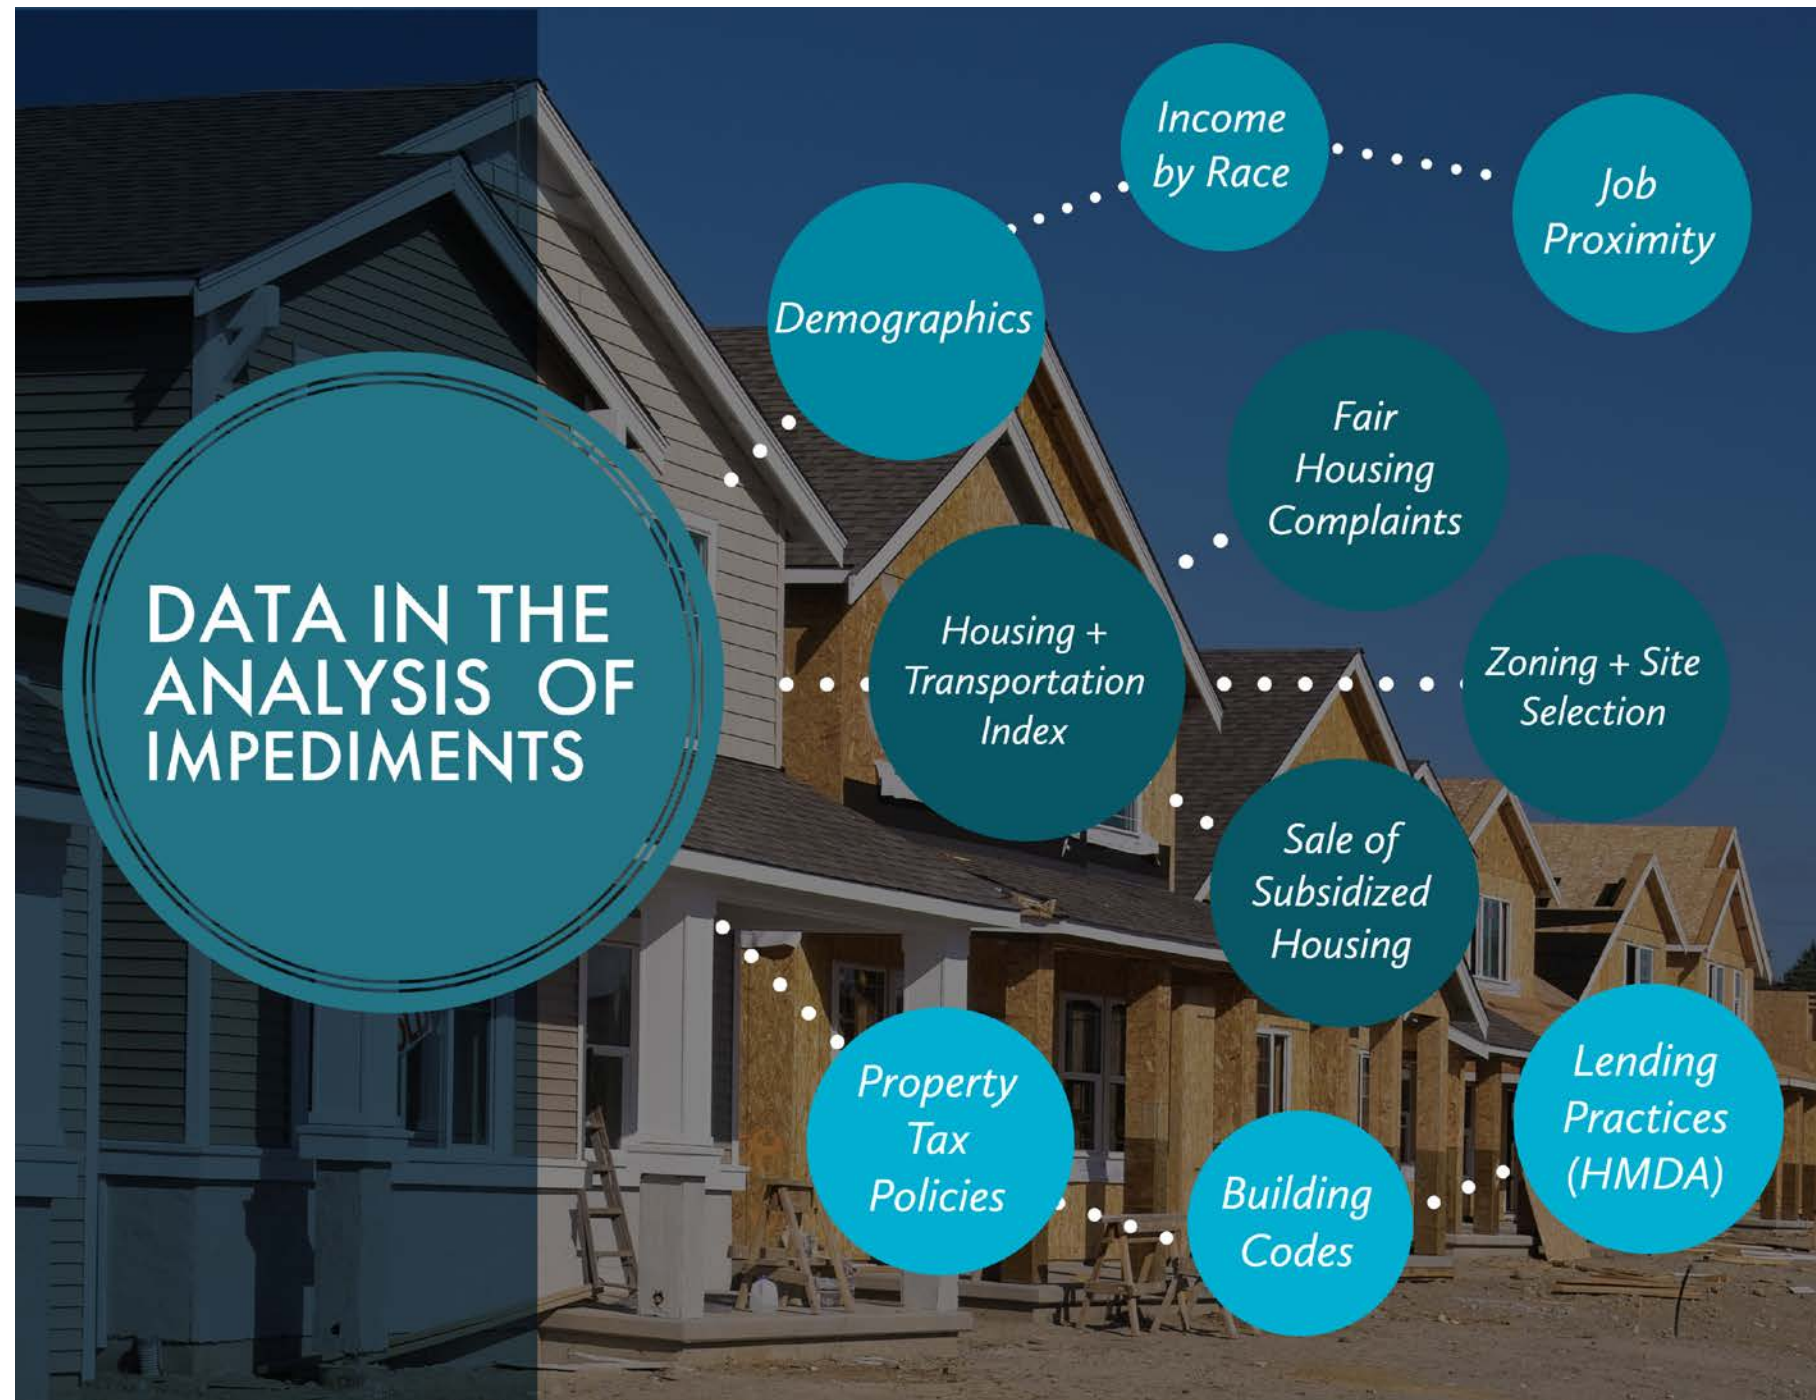 DATA IN THE
ANALYSIS OF
IMPEDIMENTS
Demographics
Income
by Race
Job
Proximity
Housing +
Transportation
Index
Fair
Housing
Complaints
Zoning + Site
Selection
Sale of
Subsidized
Housing
Property
Tax
Policies
Building
Codes
Lending
Practices
(HMDA)